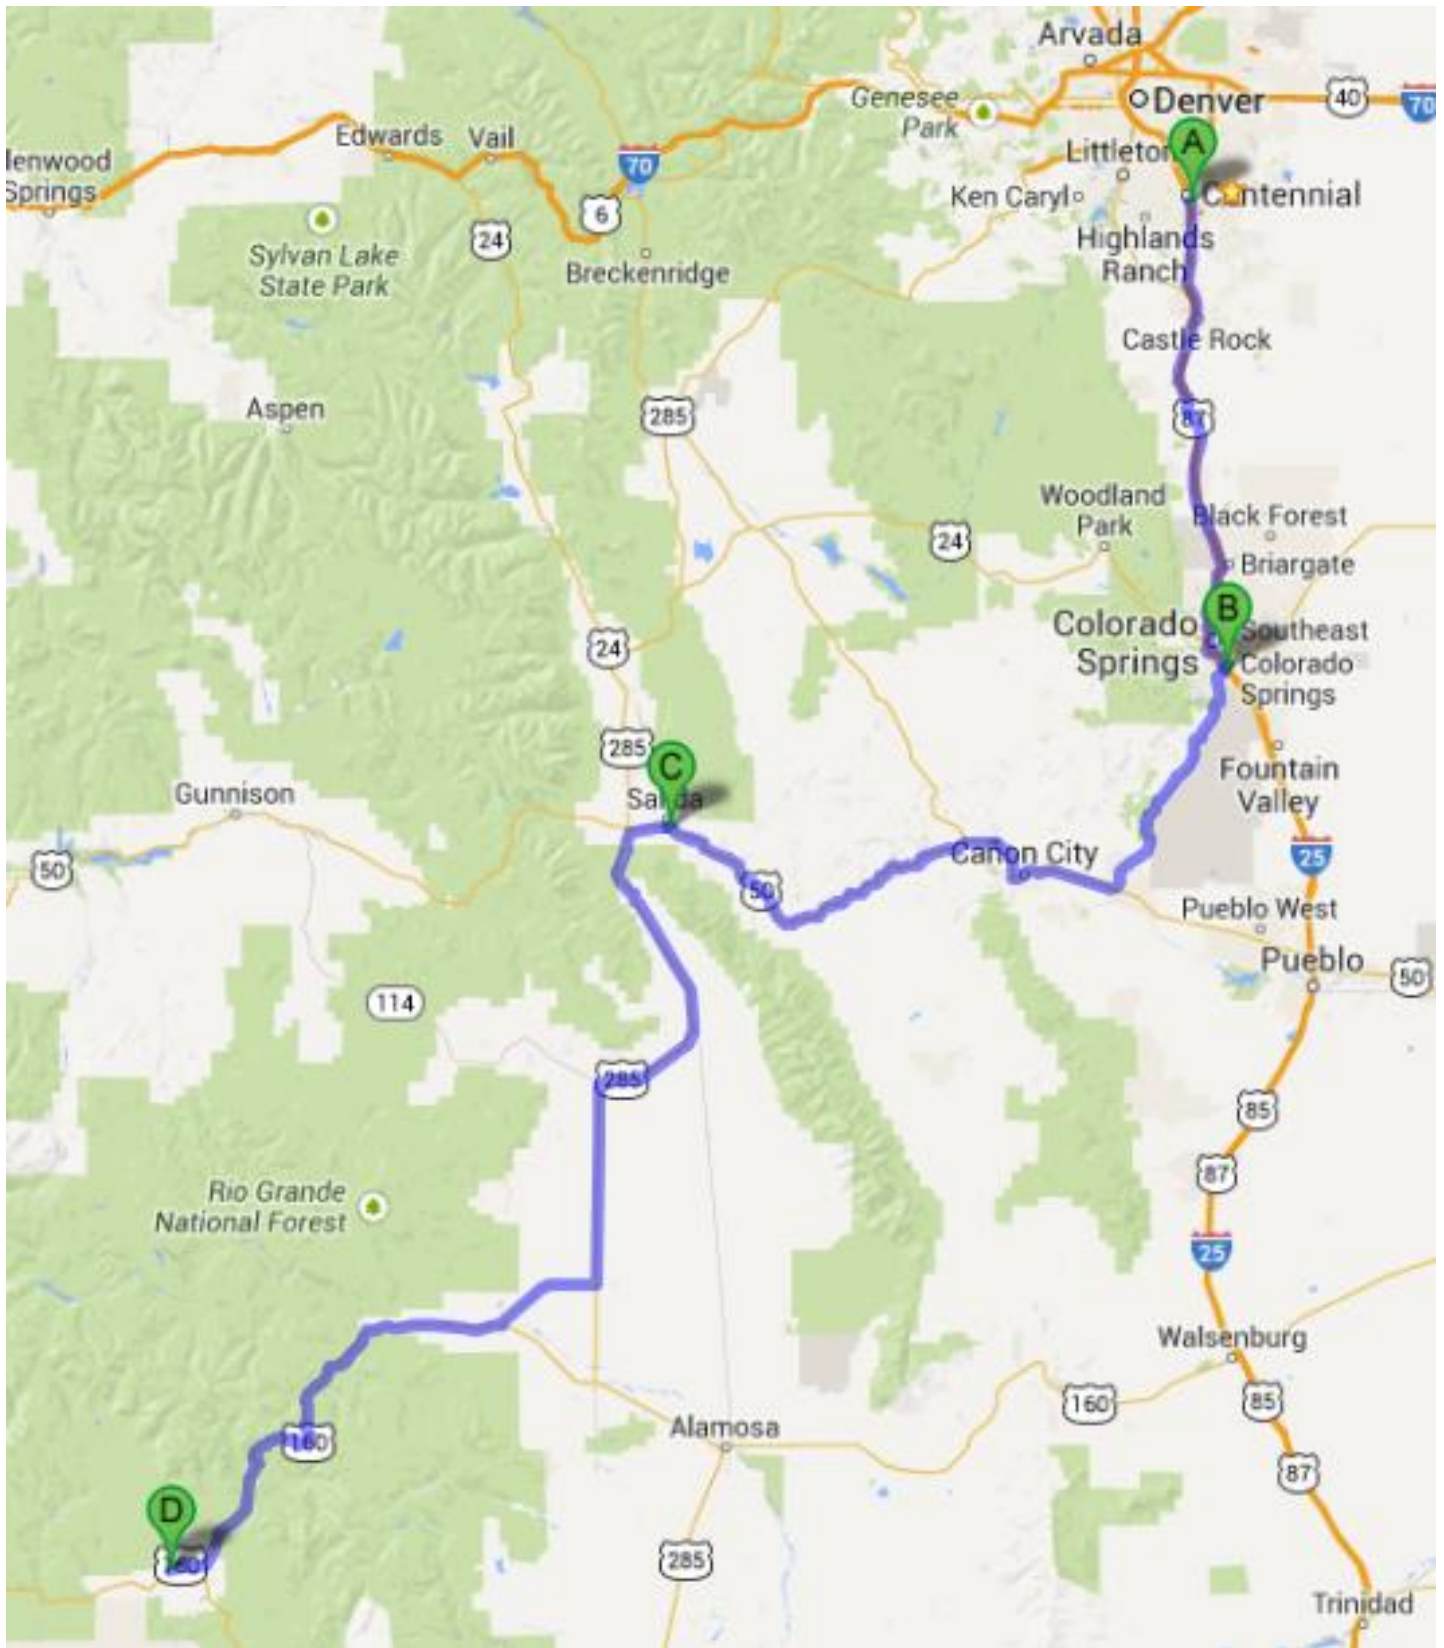 Arvada
Genesee
Park
Denver
40
70
A
Littleton
Edwards
Vail
70
lenwood
Springs
Ken Caryl
Centennial
6
24
Highlands
Ranch
Sylvan Lake
State Park
Breckenridge
Castle Rock
Aspen
285
87
Woodland
Park
Black Forest
24
Briargate
B
Colorado
Springs
Southeast
Colorado
Springs
24
285
C
Salida
Fountain
Valley
Gunnison
50
50
Cañon City
25
Pueblo West
Pueblo
50
114
285
85
87
Rio Grande
National Forest
25
Walsenburg
160
85
Alamosa
160
87
D
160
285
Trinidad